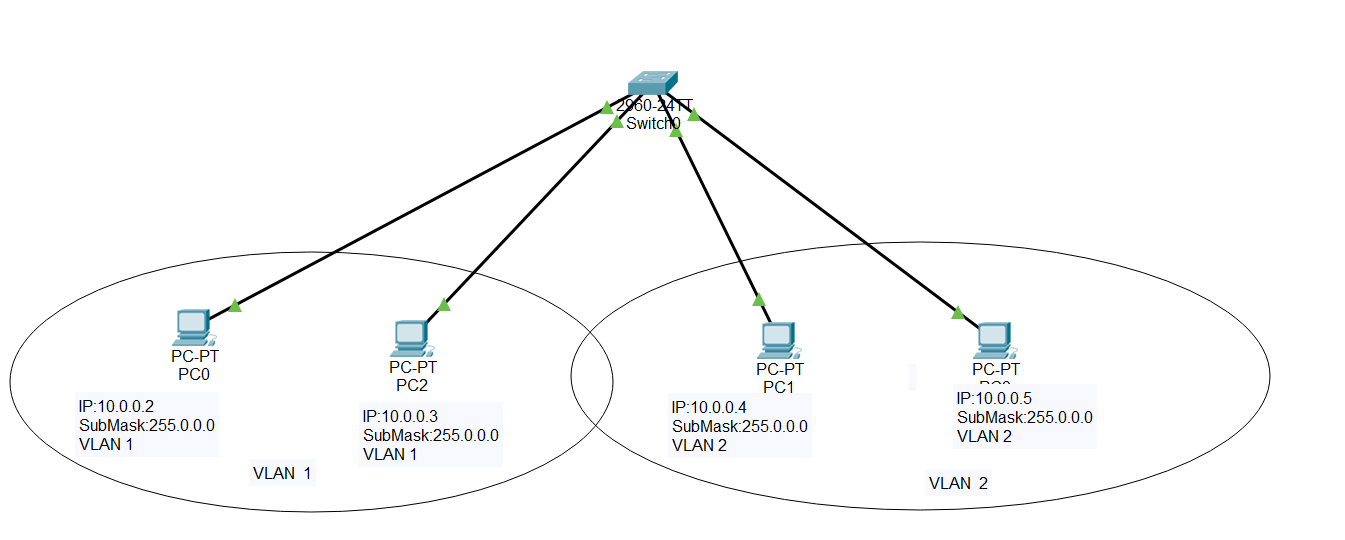 2960-24TT
Switch0
PC-PT
PC0
IP:10.0.0.2
SubMask:255.0.0.0
VLAN 1
PC-PT
PC2
IP:10.0.0.3
SubMask:255.0.0.0
VLAN 1
VLAN 1
PC-PT
PC1
IP:10.0.0.4
SubMask:255.0.0.0
VLAN 2
PC-PT
IP:10.0.0.5
SubMask:255.0.0.0
VLAN 2
VLAN 2